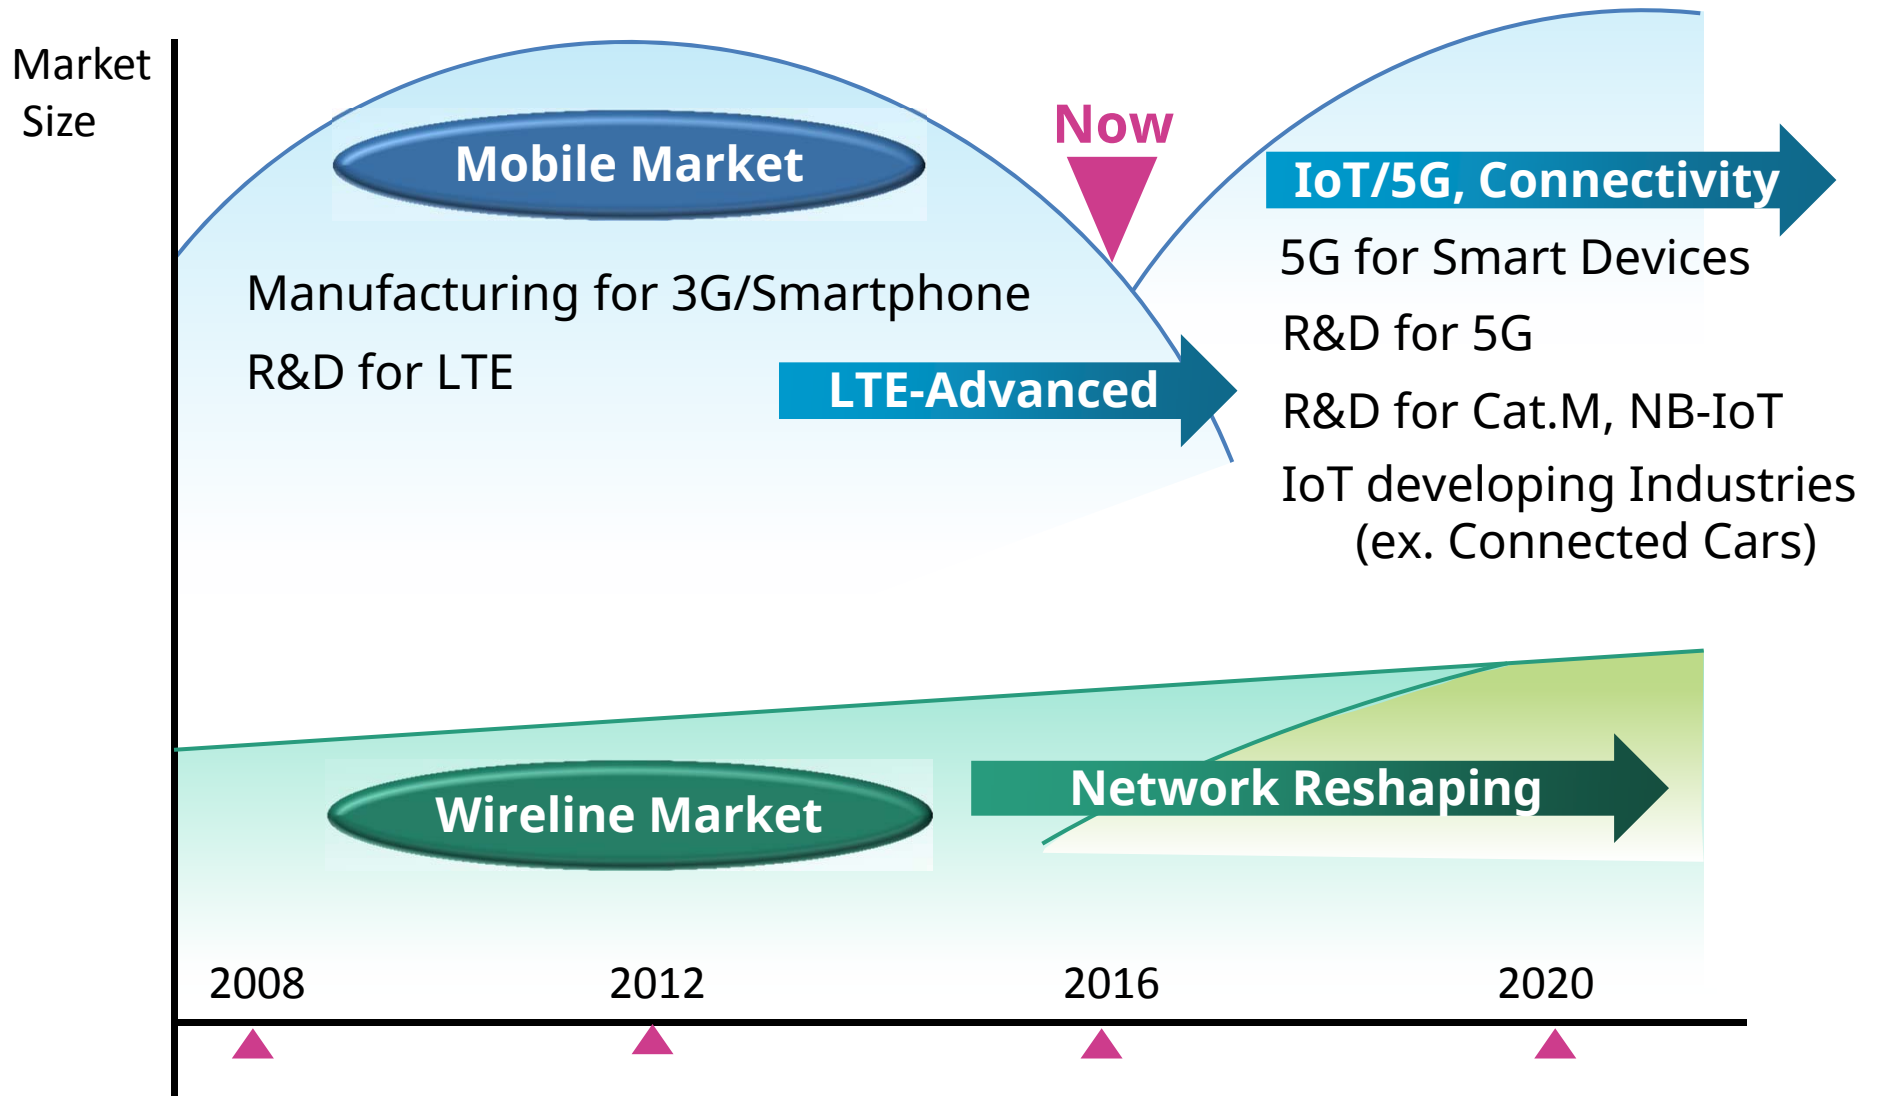 Market
Size
Now
Mobile Market
IoT/5G, Connectivity
Manufacturing for 3G/Smartphone
R&D for LTE
LTE-Advanced
5G for Smart Devices
R&D for 5G
R&D for Cat.M, NB-IoT
IoT developing Industries
(ex. Connected Cars)
Wireline Market
Network Reshaping
2008
2012
2016
2020